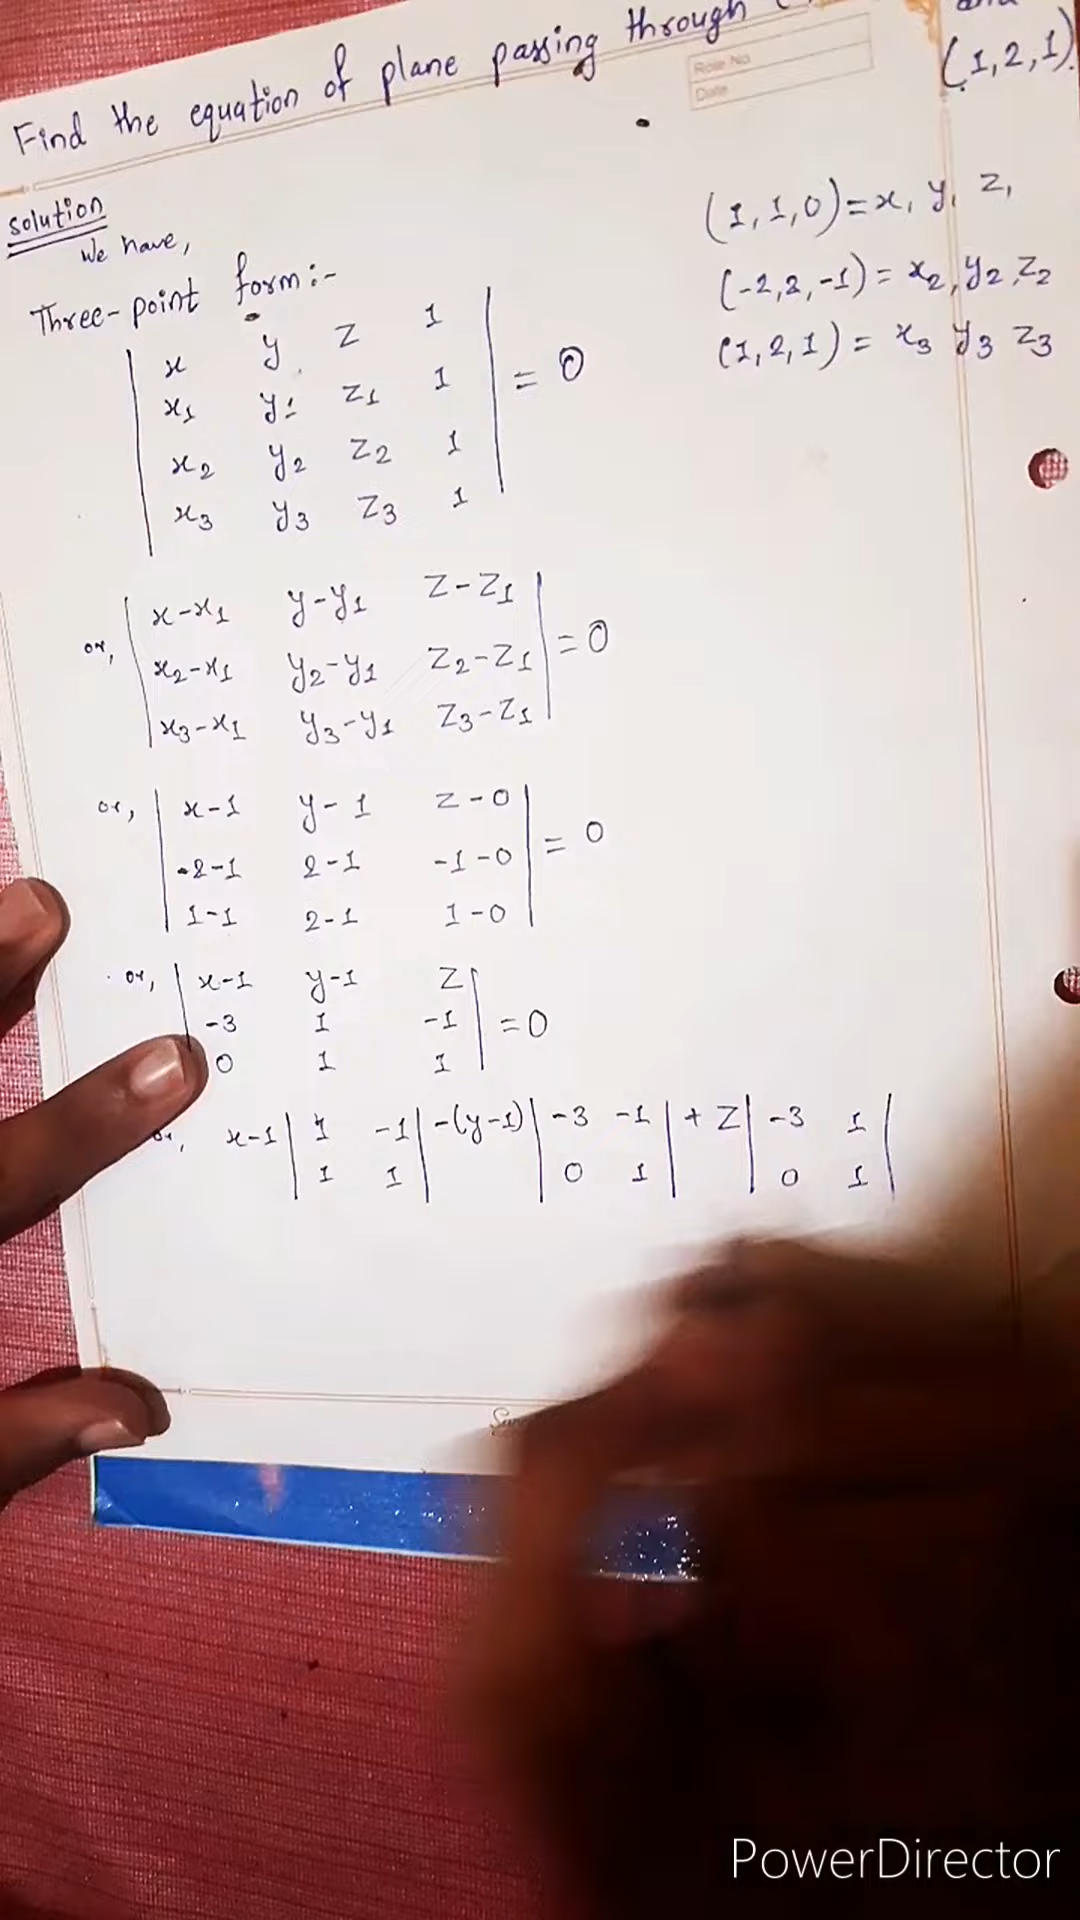 Find the equation of plane passing through
and
(1,2,1).
Role No.
Date
solution
We have,
Three-point form:-
(1,1,0)=x, y, z,
(-2,2,-1) = x2, y2, z2
(1,2,1) = x3 y3 z3
x y z 1
x1 y1 z1 1 = 0
x2 y2 z2 1
x3 y3 z3 1
or, x-x1 y-y1 z-z1
x2-x1 y2-y1 z2-z1 =0
x3-x1 y3-y1 z3-z1
or, x-1 y-1 z-0
-2-1 2-1 -1-0 = 0
1-1 2-1 1-0
or, x-1 y-1 z
-3 1 -1 =0
0 1 1
or, x-1 | 1 -1 | -(y-1) | -3 -1 | + z | -3 1 |
1 1 0 1 0 1
PowerDirector